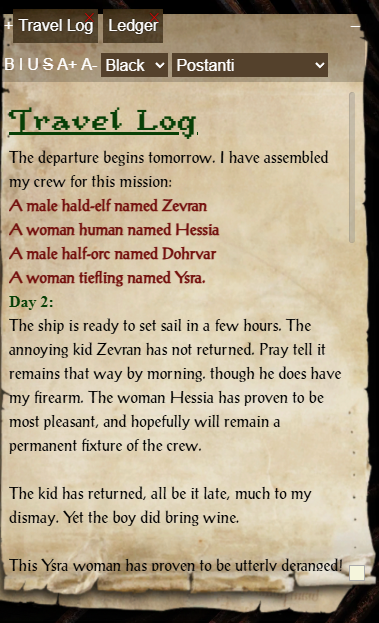 + Travel Log x Ledger x –
B I U S A+ A- Black Postanti
Travel Log
The departure begins tomorrow. I have assembled
my crew for this mission:
A male hald-elf named Zevran
A woman human named Hessia
A male half-orc named Dohrvar
A woman tiefling named Ysra.
Day 2:
The ship is ready to set sail in a few hours. The
annoying kid Zevran has not returned. Pray tell it
remains that way by morning. though he does have
my firearm. The woman Hessia has proven to be
most pleasant, and hopefully will remain a
permanent fixture of the crew.
The kid has returned, all be it late, much to my
dismay. Yet the boy did bring wine.
This Ysra woman has proven to be utterly deranged!